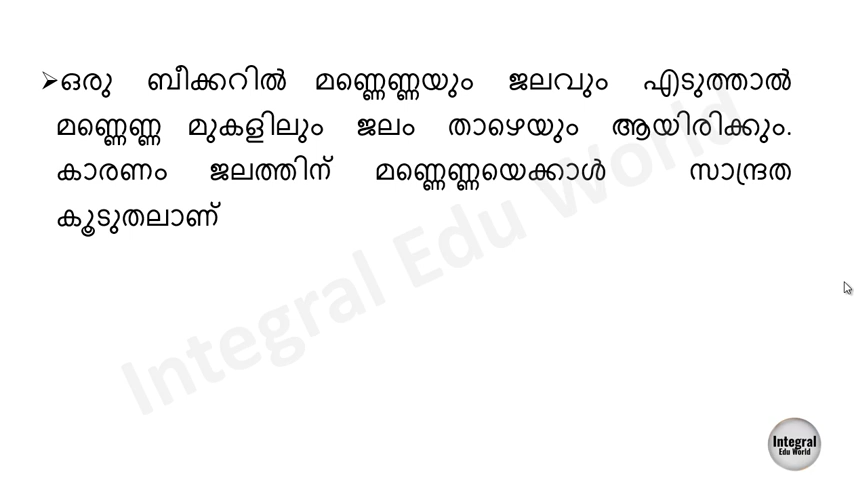 ➢ഒരു ബീക്കറിൽ മണ്ണെണ്ണയും ജലവും എടുത്താൽ
മണ്ണെണ്ണ മുകളിലും ജലം താഴെയും ആയിരിക്കും.
കാരണം ജലത്തിന് മണ്ണെണ്ണയെക്കാൾ സാന്ദ്രത
കൂടുതലാണ്
Integral Edu World
Integral
Edu World